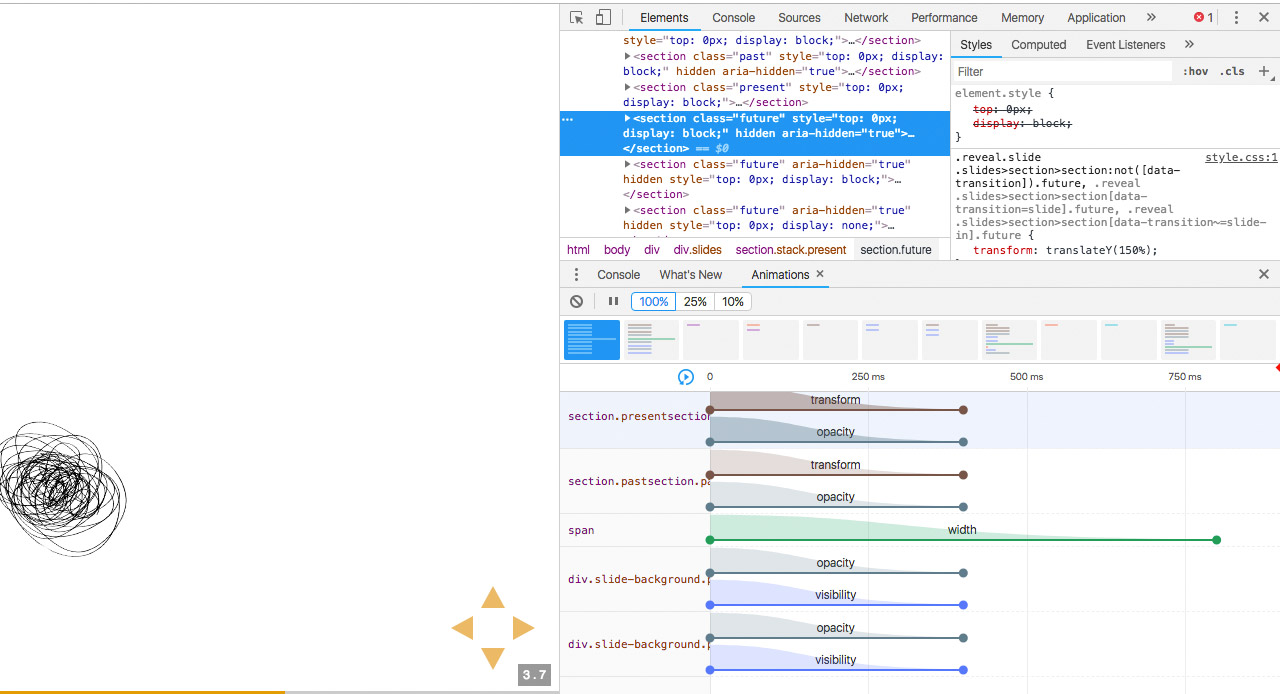 3.7
Elements Console Sources Network Performance Memory Application » 1
style="top: 0px; display: block;">…</section>
<section class="past" style="top: 0px; display:
block;" hidden aria-hidden="true">…</section>
<section class="present" style="top: 0px;
display: block;">…</section>
<section class="future" style="top: 0px;
display: block;" hidden aria-hidden="true">…
</section> == $0
<section class="future" aria-hidden="true"
hidden style="top: 0px; display: block;">…
</section>
<section class="future" aria-hidden="true"
hidden style="top: 0px; display: none;">…
html body div div.slides section.stack.present section.future
Styles Computed Event Listeners »
Filter :hov .cls +
element.style {
top: 0px;
display: block;
}
.reveal.slide style.css:1
.slides>section>section:not([data-
transition]).future, .reveal
.slides>section>section[data-
transition=slide].future, .reveal
.slides>section>section[data-transition~=slide-
in].future {
transform: translateY(150%);
Console What's New Animations ×
100% 25% 10%
0 250 ms 500 ms 750 ms
section.presentsection
transform
opacity
section.pastsection.pa
transform
opacity
span
width
div.slide-background.p
opacity
visibility
div.slide-background.p
opacity
visibility